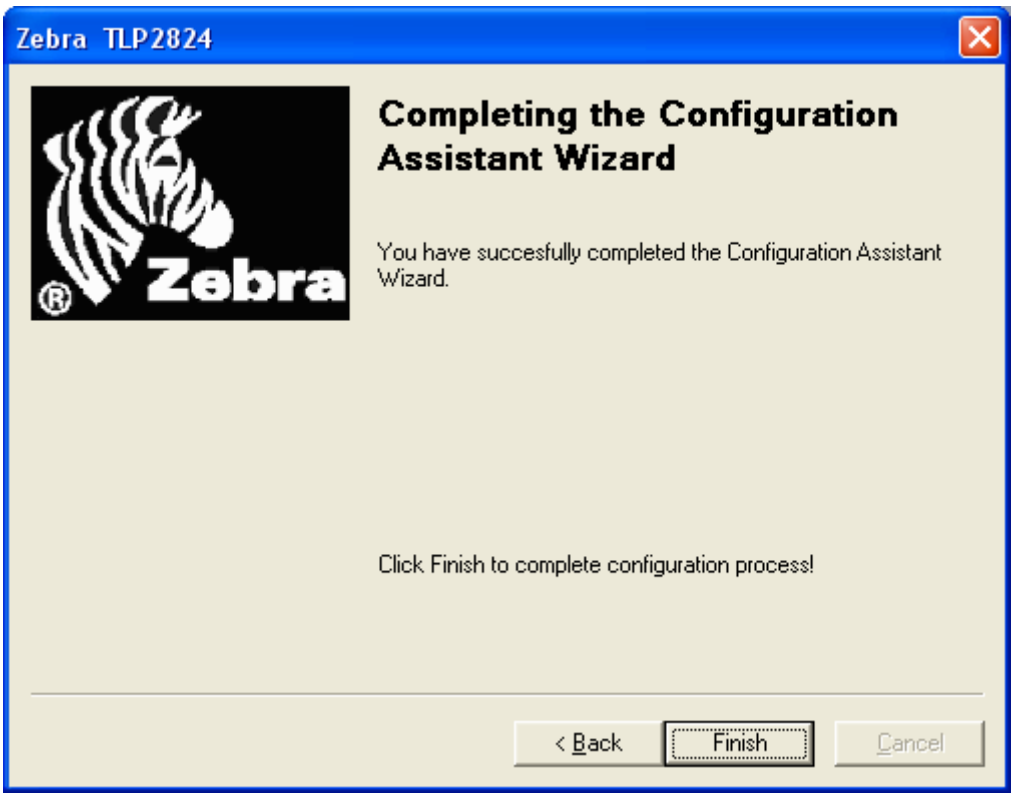 Zebra TLP2824
Completing the Configuration
Assistant Wizard
You have succesfully completed the Configuration Assistant
Wizard.
® Zebra
Click Finish to complete configuration process!
< Back
Finish
Cancel